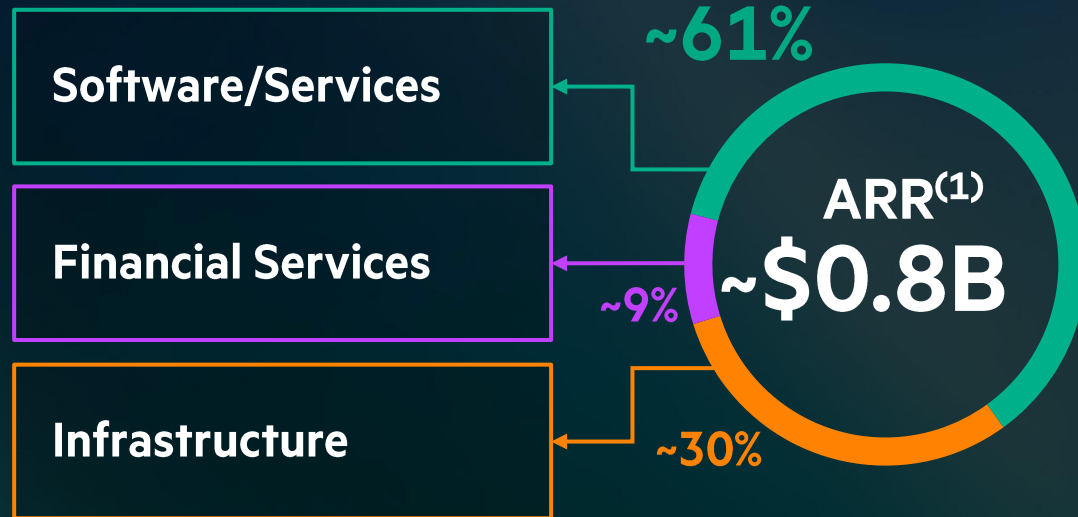 ~61%
Software/Services
ARR(1)
~$0.8B
Financial Services
~9%
Infrastructure
~30%